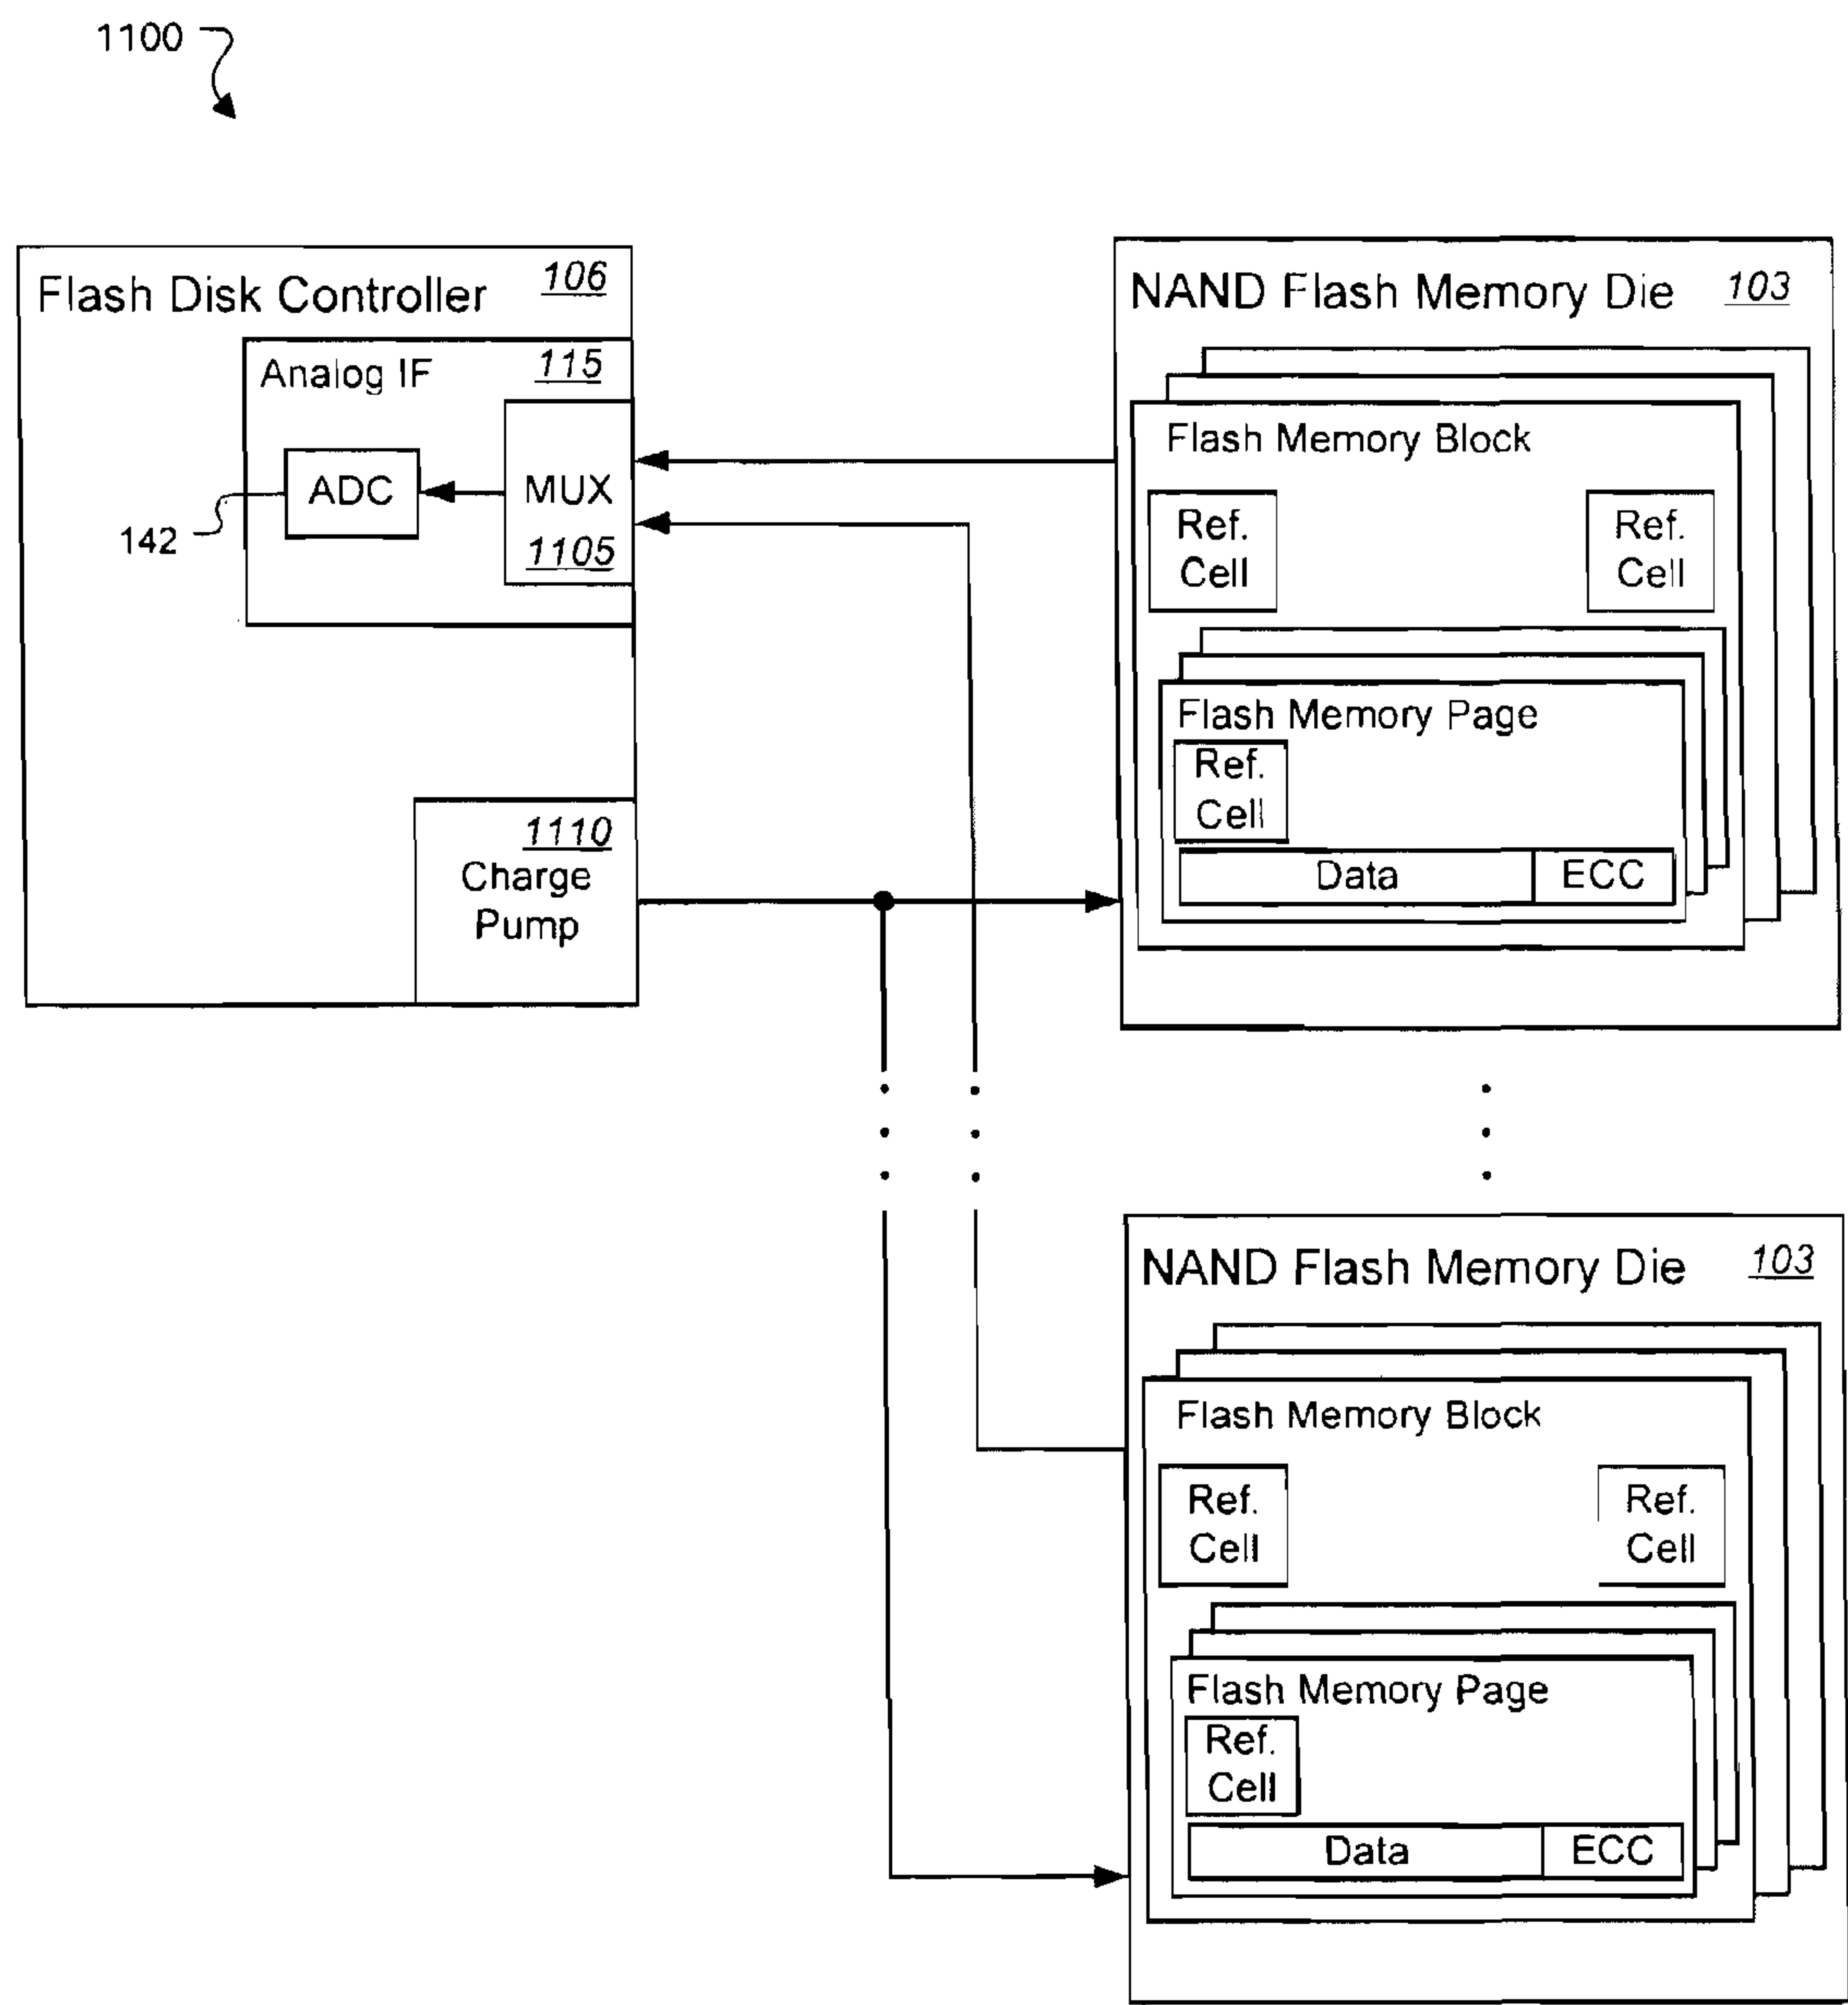 1100
Flash Disk Controller 106
Analog IF 115
ADC
MUX
1105
142
1110
Charge
Pump
NAND Flash Memory Die 103
Flash Memory Block
Ref.
Cell
Ref.
Cell
Flash Memory Page
Ref.
Cell
Data ECC
NAND Flash Memory Die 103
Flash Memory Block
Ref.
Cell
Ref.
Cell
Flash Memory Page
Ref.
Cell
Data ECC